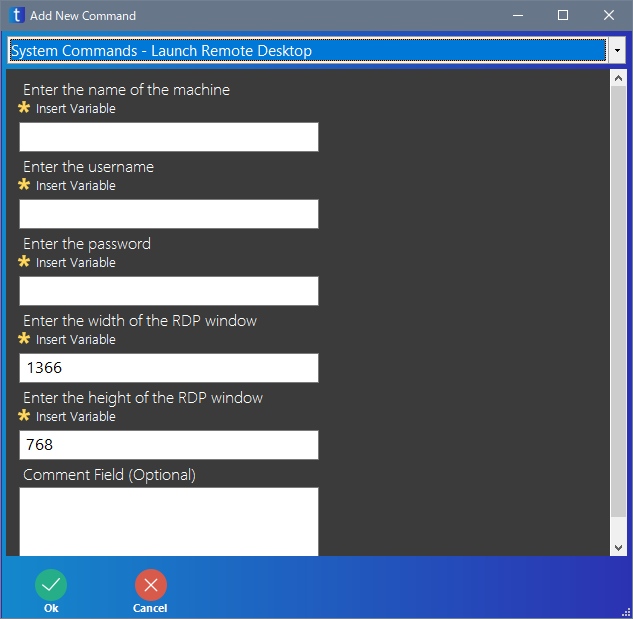 t Add New Command
System Commands - Launch Remote Desktop
Enter the name of the machine
* Insert Variable
Enter the username
* Insert Variable
Enter the password
* Insert Variable
Enter the width of the RDP window
* Insert Variable
1366
Enter the height of the RDP window
* Insert Variable
768
Comment Field (Optional)
Ok
Cancel